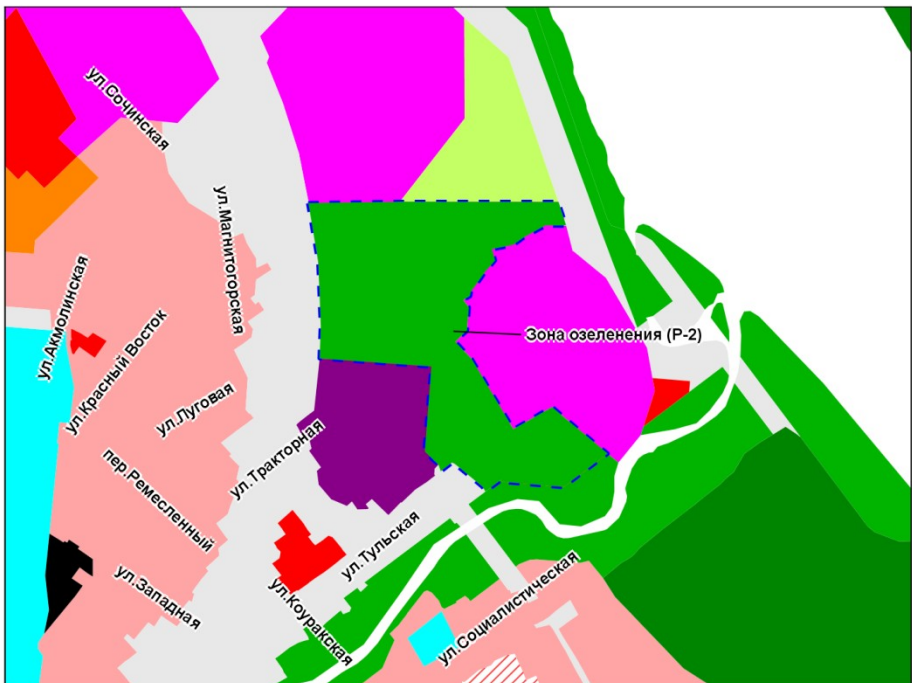 ул.Сочинская
ул.Магнитогорская
ул.Акмолинская
ул.Красный Восток
Зона озеленения (Р-2)
ул.Луговая
ул.Тракторная
пер.Ремесленный
ул.Тульская
ул.Западная
ул.Коуракская
ул.Социалистическая